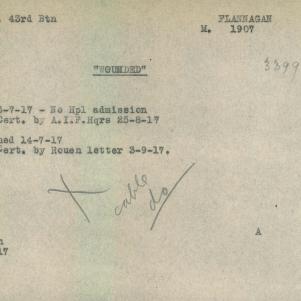 43rd Btn
FLANNAGAN
M. 1907
3399
"WOUNDED"
-7-17 - No Hpl admission
Cert. by A.I.F.Hqrs 25-8-17
ned 14-7-17
Cert. by Rouen letter 3-9-17.
cable
do
A
n
17